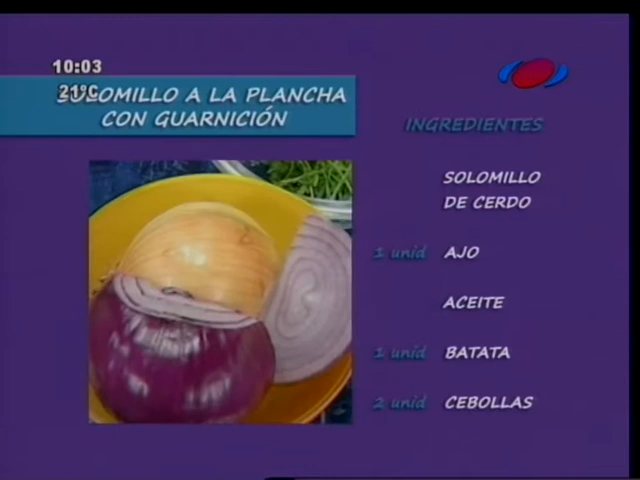 10:03
21ºC
SOLOMILLO A LA PLANCHA
CON GUARNICIÓN
INGREDIENTES
SOLOMILLO
DE CERDO
1 unid AJO
ACEITE
1 unid BATATA
2 unid CEBOLLAS